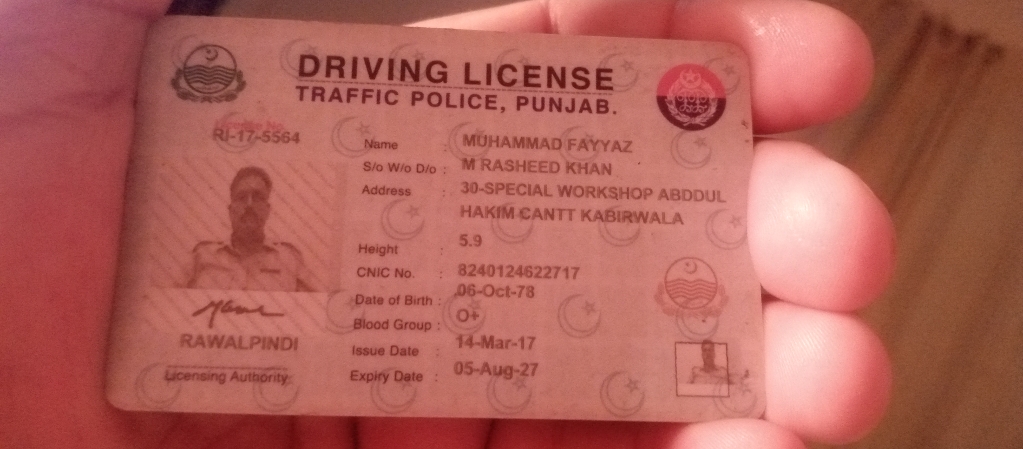 DRIVING LICENSE
TRAFFIC POLICE, PUNJAB.
RI-17-5564
Name : MUHAMMAD FAYYAZ
S/o W/o D/o : M RASHEED KHAN
Address : 30-SPECIAL WORKSHOP ABDDUL
HAKIM CANTT KABIRWALA
Height : 5.9
CNIC No. : 8240124622717
Date of Birth : 06-Oct-78
Blood Group : O+
Issue Date : 14-Mar-17
Expiry Date : 05-Aug-27
RAWALPINDI
Licensing Authority